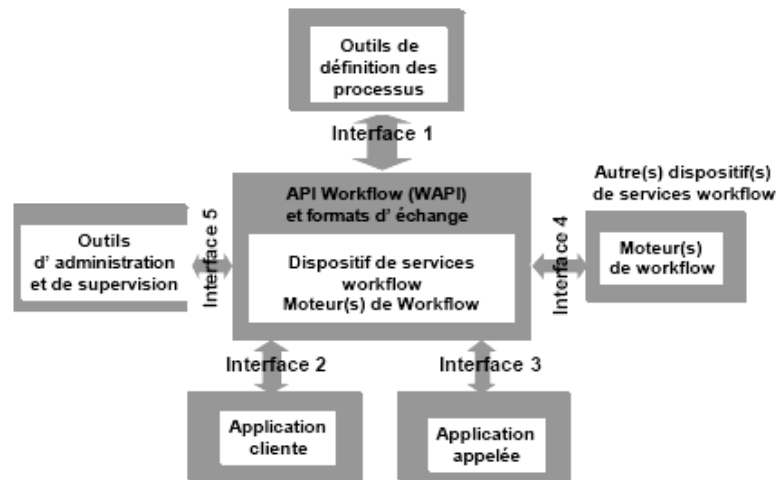 Outils de
définition des
processus
Interface 1
API Workflow (WAPI)
et formats d' échange
Autre(s) dispositif(s)
de services workflow
Interface 5
Interface 4
Outils
d' administration
et de supervision
Dispositif de services
workflow
Moteur(s) de Workflow
Moteur(s)
de workflow
Interface 2
Interface 3
Application
cliente
Application
appelée